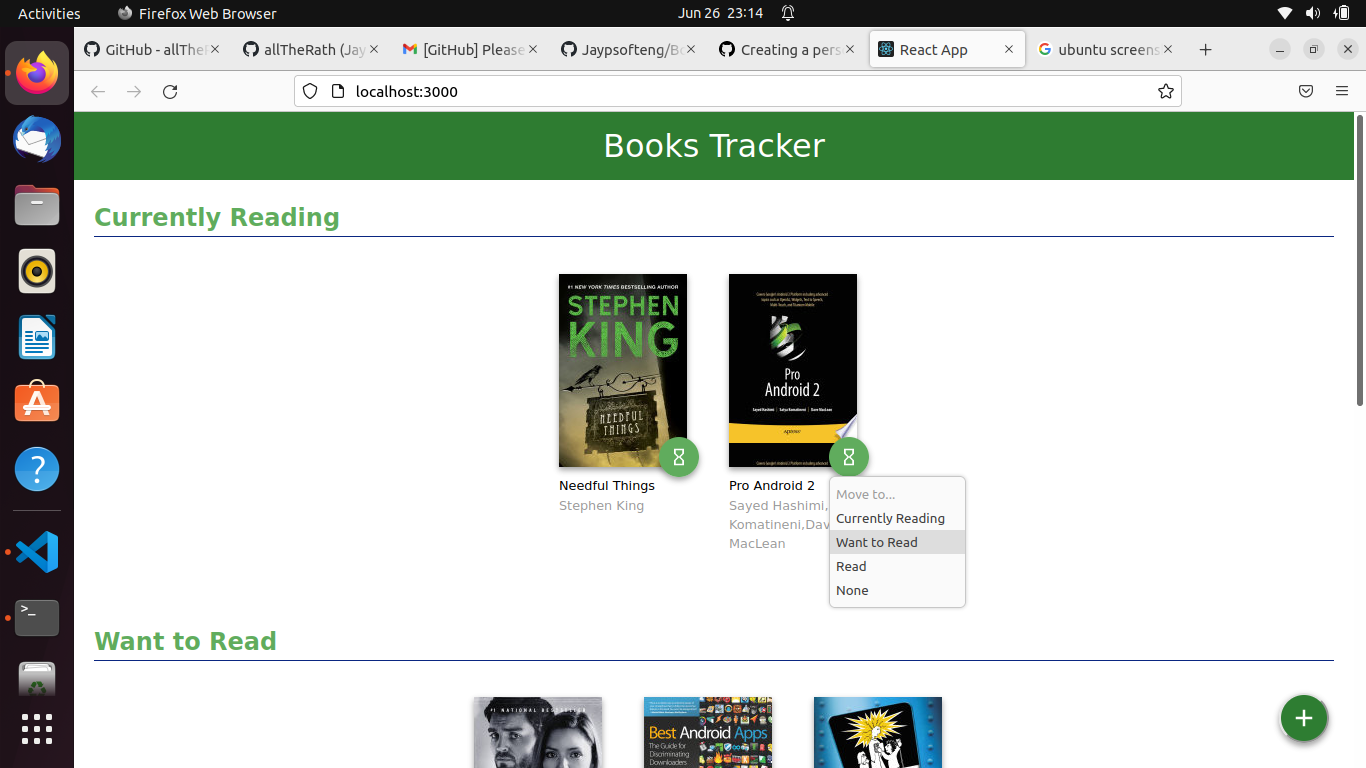 Activities
Firefox Web Browser
Jun 26 23:14
GitHub - allTheR
allTheRath (Jay
[GitHub] Please
Jaypsofteng/Bo
Creating a pers
React App
ubuntu screens
localhost:3000
Books Tracker
Currently Reading
#1 NEW YORK TIMES BESTSELLING AUTHOR
STEPHEN
KING
NEEDFUL
THINGS
Pro
Android 2
Sayed Hashimi | Satya Komatineni | Dave MacLean
Apress
Needful Things
Stephen King
Pro Android 2
Sayed Hashimi,
Komatineni,Dav
MacLean
Move to...
Currently Reading
Want to Read
Read
None
Want to Read
#1 NATIONAL BESTSELLER
Best Android Apps
The Guide for
Discriminating
Downloaders